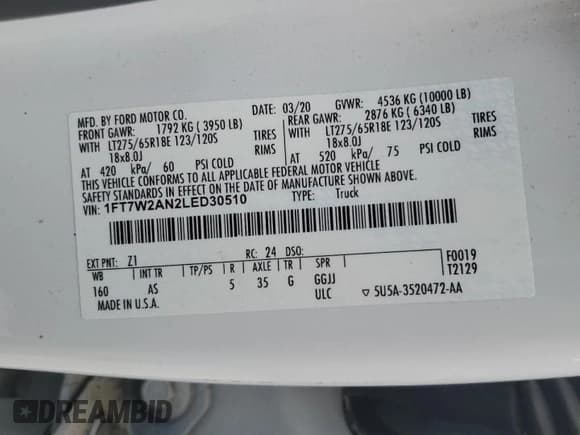 MFD. BY FORD MOTOR CO. DATE: 03/20 GVWR: 4536 KG (10000 LB)
FRONT GAWR: 1792 KG ( 3950 LB) REAR GAWR: 2876 KG ( 6340 LB)
WITH LT275/65R18E 123/120S TIRES WITH LT275/65R18E 123/120S TIRES
18x8.0J RIMS 18x8.0J RIMS
AT 420 kPa/ 60 PSI COLD AT 520 kPa/ 75 PSI COLD
THIS VEHICLE CONFORMS TO ALL APPLICABLE FEDERAL MOTOR VEHICLE
SAFETY STANDARDS IN EFFECT ON THE DATE OF MANUFACTURE SHOWN ABOVE.
VIN: 1FT7W2AN2LED30510 TYPE: Truck
EXT PNT: Z1 RC: 24 DSO: F0019
WB INT TR TP/PS R AXLE TR SPR T2129
160 AS 5 35 G GGJJ
MADE IN U.S.A. ULC ▽ 5U5A-3520472-AA
DREAMBID